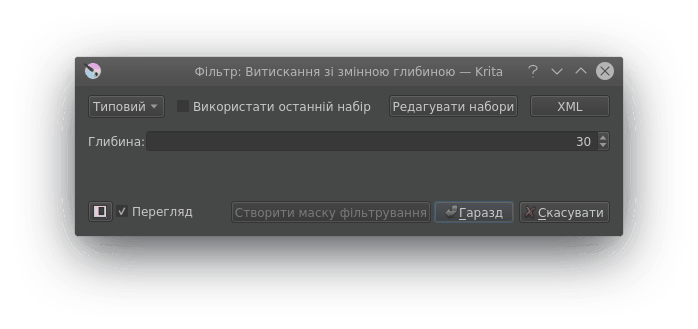 Фільтр: Витискання зі змінною глибиною — Krita
Типовий Використати останній набір Редагувати набори XML
Глибина: 30
Перегляд Створити маску фільтрування Гаразд Скасувати